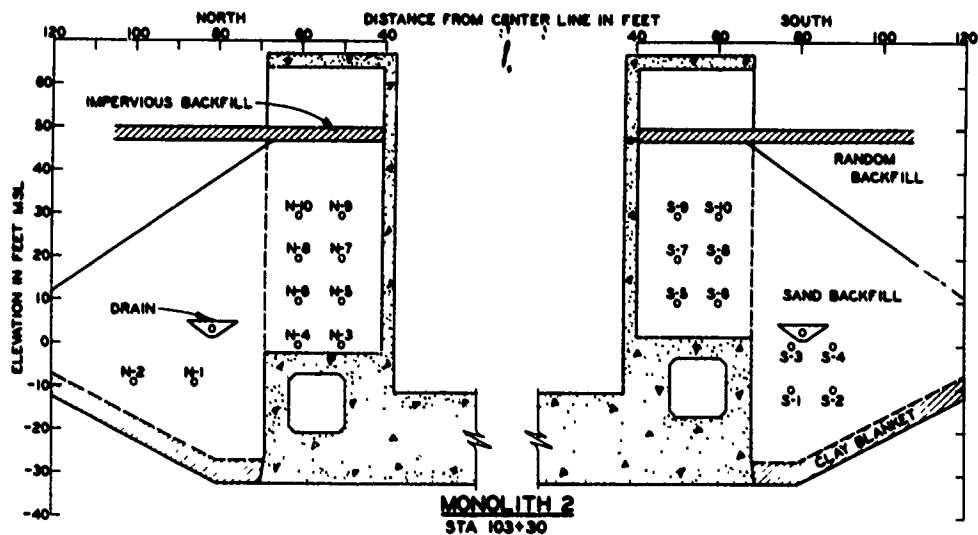 NORTH DISTANCE FROM CENTER LINE IN FEET SOUTH
120 100 80 60 40 40 60 80 100 120
ELEVATION IN FEET MSL
60
50
40
30
20
10
0
-10
-20
-30
-40
IMPERVIOUS BACKFILL
RANDOM
BACKFILL
N-10 N-9 S-9 S-10
N-8 N-7 S-7 S-8
N-6 N-5 S-5 S-6
DRAIN SAND BACKFILL
N-4 N-3
S-3 S-4
N-2 N-1
S-1 S-2
CLAY BLANKET
MONOLITH 2
STA 103+30